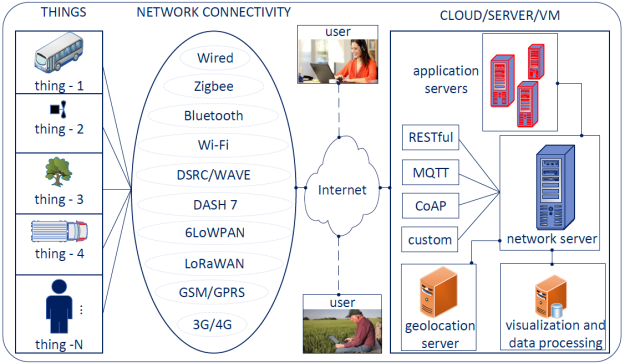 THINGS
thing - 1
thing - 2
thing - 3
thing - 4
⋮
thing -N
NETWORK CONNECTIVITY
Wired
Zigbee
Bluetooth
Wi-Fi
DSRC/WAVE
DASH 7
6LoWPAN
LoRaWAN
GSM/GPRS
3G/4G
user
Internet
user
CLOUD/SERVER/VM
application
servers
RESTful
MQTT
CoAP
custom
network server
geolocation
server
visualization and
data processing